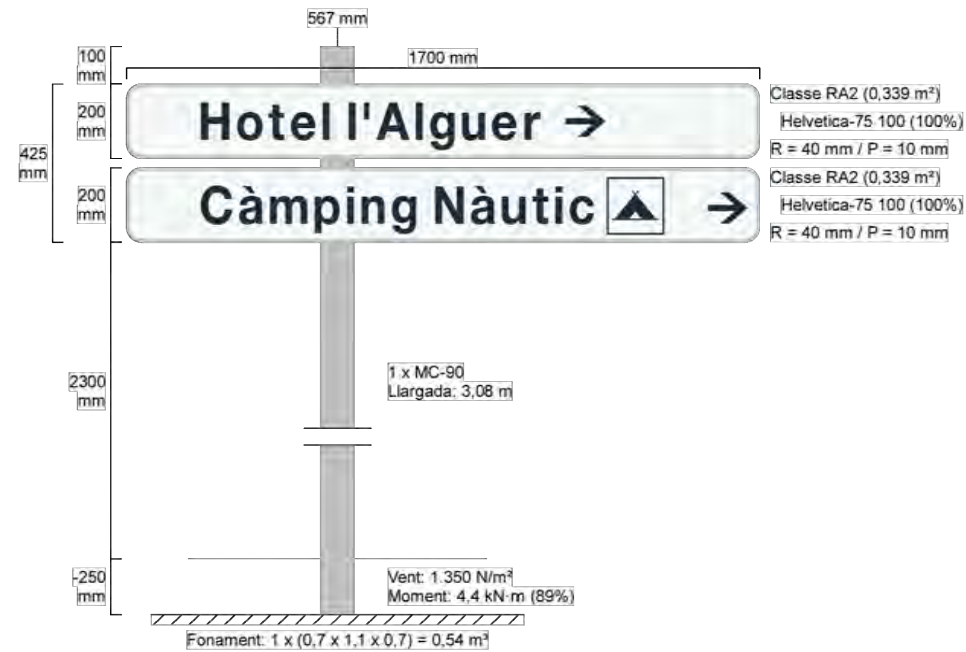 567 mm
100
mm
1700 mm
200
mm
Hotel l'Alguer →
Classe RA2 (0,339 m²)
Helvetica-75 100 (100%)
R = 40 mm / P = 10 mm
425
mm
200
mm
Càmping Nàutic →
Classe RA2 (0,339 m²)
Helvetica-75 100 (100%)
R = 40 mm / P = 10 mm
2300
mm
1 x MC-90
Llargada: 3,08 m
-250
mm
Vent: 1.350 N/m²
Moment: 4,4 kN·m (89%)
Fonament: 1 x (0,7 x 1,1 x 0,7) = 0,54 m³